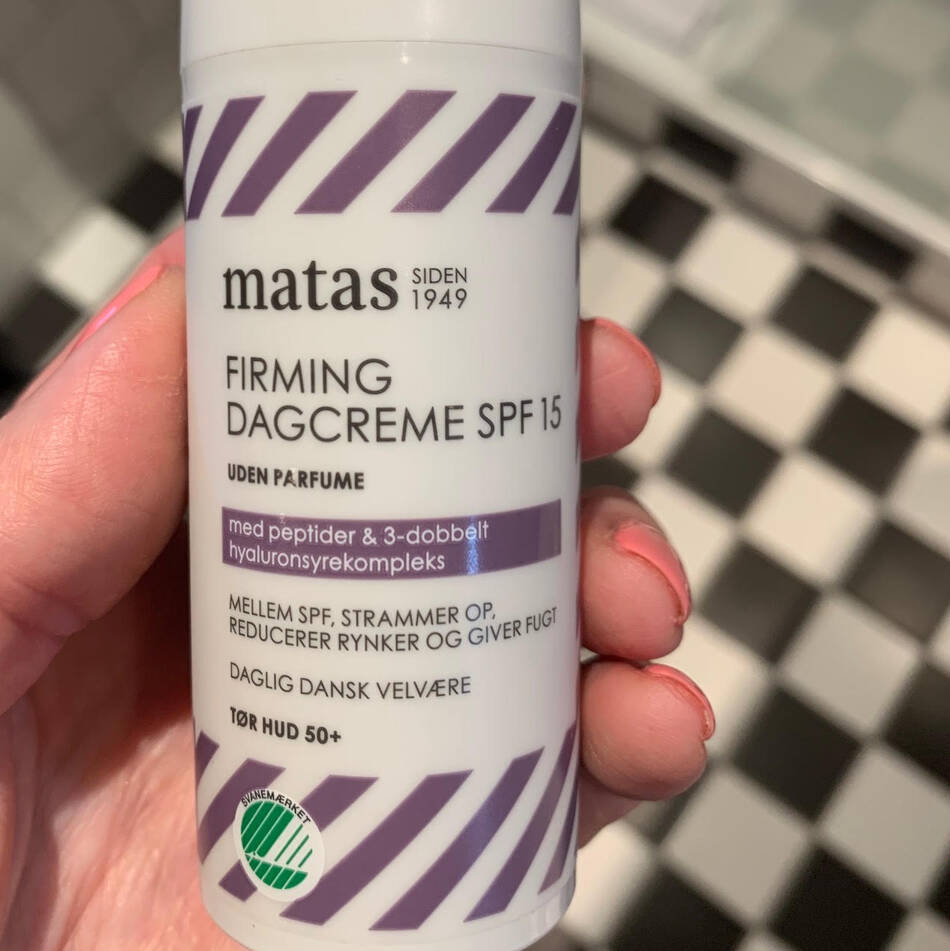 matas SIDEN
1949
FIRMING
DAGCREME SPF 15
UDEN PARFUME
med peptider & 3-dobbelt
hyaluronsyrekompleks
MELLEM SPF, STRAMMER OP,
REDUCERER RYNKER OG GIVER FUGT
DAGLIG DANSK VELVÆRE
TØR HUD 50+
SVANEMÆRKET